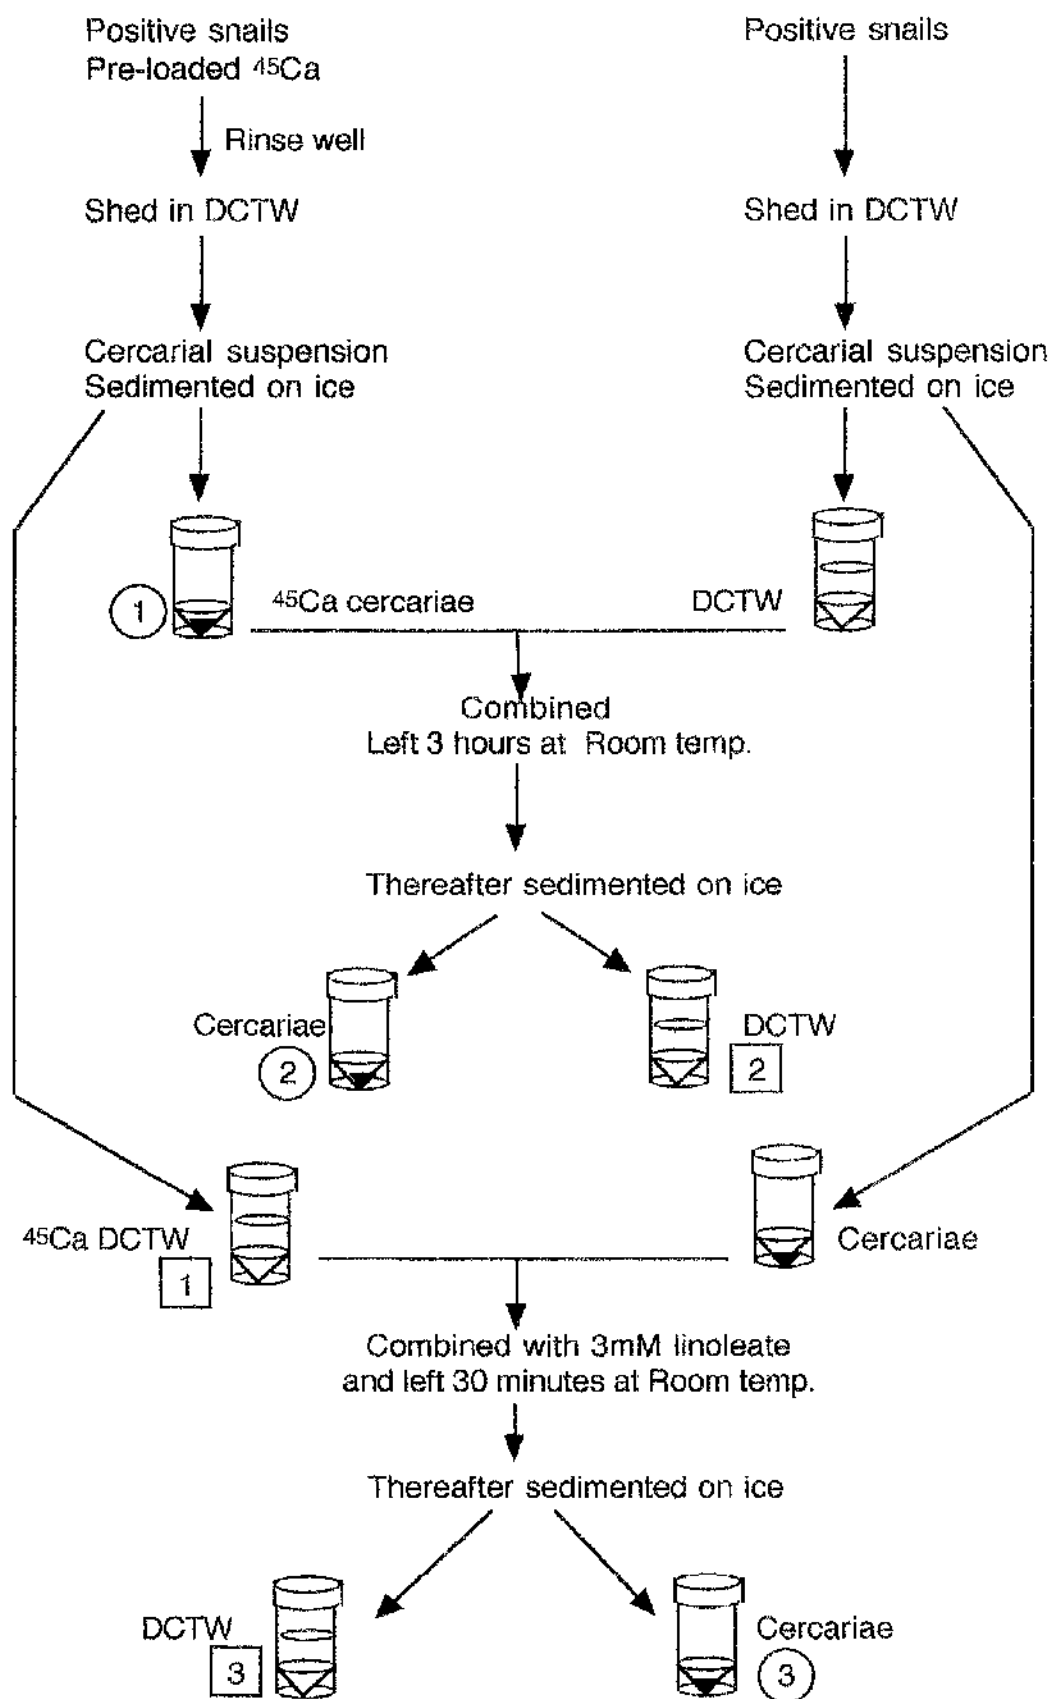 Positive snails
Pre-loaded ⁴⁵Ca
Positive snails
Rinse well
Shed in DCTW
Shed in DCTW
Cercarial suspension
Sedimented on ice
Cercarial suspension
Sedimented on ice
1
⁴⁵Ca cercariae
DCTW
Combined
Left 3 hours at Room temp.
Thereafter sedimented on ice
Cercariae
2
DCTW
2
⁴⁵Ca DCTW
1
Cercariae
Combined with 3mM linoleate
and left 30 minutes at Room temp.
Thereafter sedimented on ice
DCTW
3
Cercariae
3